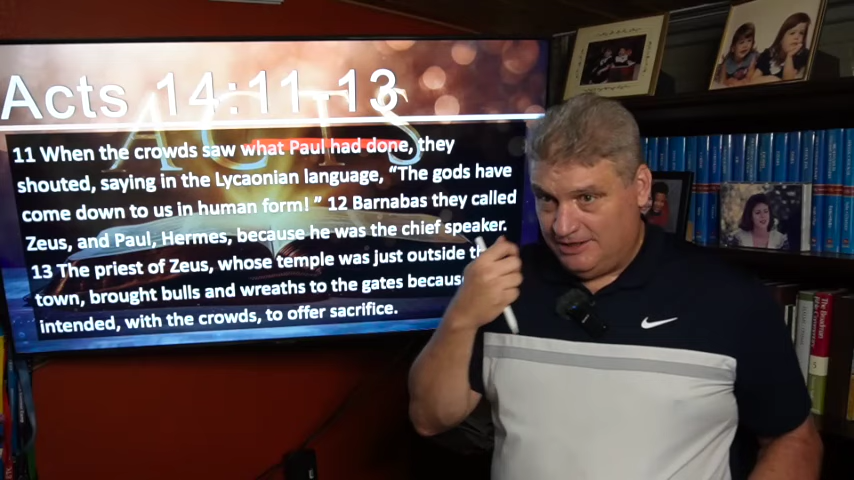 Acts 14:11-13
ACTS
11 When the crowds saw what Paul had done, they
shouted, saying in the Lycaonian language, “The gods have
come down to us in human form! ” 12 Barnabas they called
Zeus, and Paul, Hermes, because he was the chief speaker.
13 The priest of Zeus, whose temple was just outside
town, brought bulls and wreaths to the gates
intended, with the crowds, to offer sacrifice.